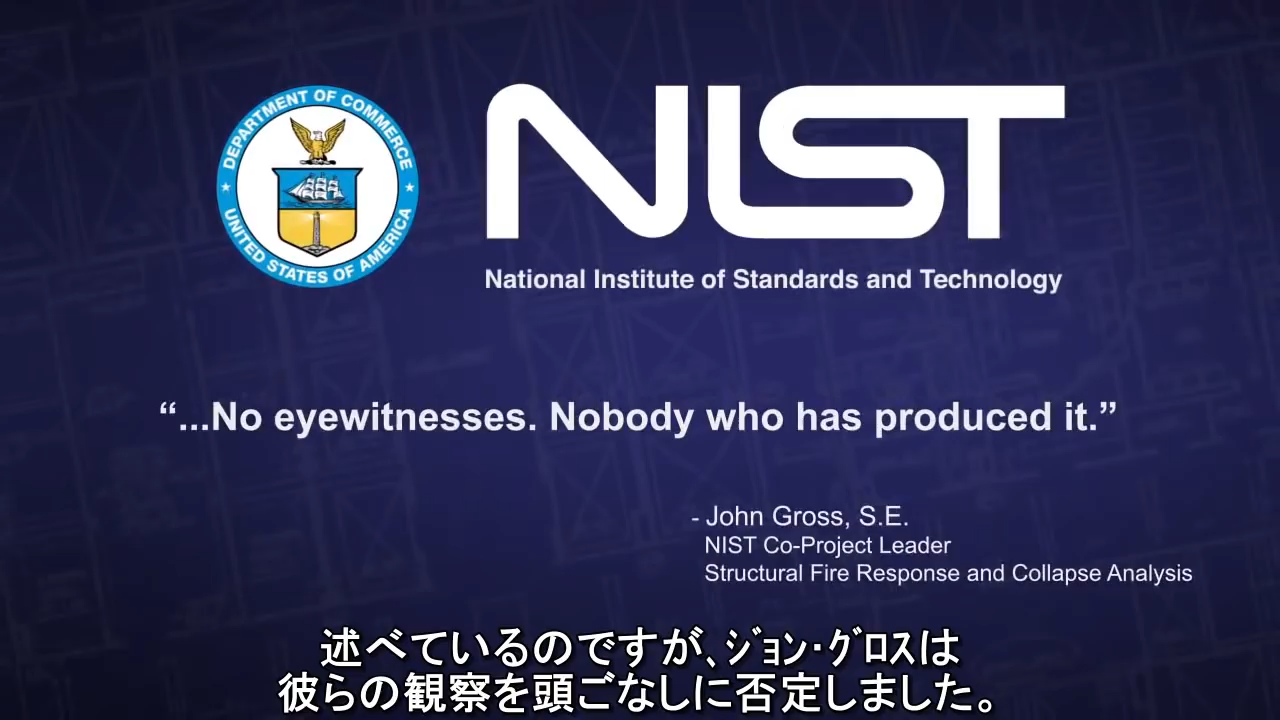 DEPARTMENT OF COMMERCE
UNITED STATES OF AMERICA
NIST
National Institute of Standards and Technology
“...No eyewitnesses. Nobody who has produced it.”
- John Gross, S.E.
NIST Co-Project Leader
Structural Fire Response and Collapse Analysis
述べているのですが､ｼﾞｮﾝ･ｸﾞﾛｽは
彼らの観察を頭ごなしに否定しました。